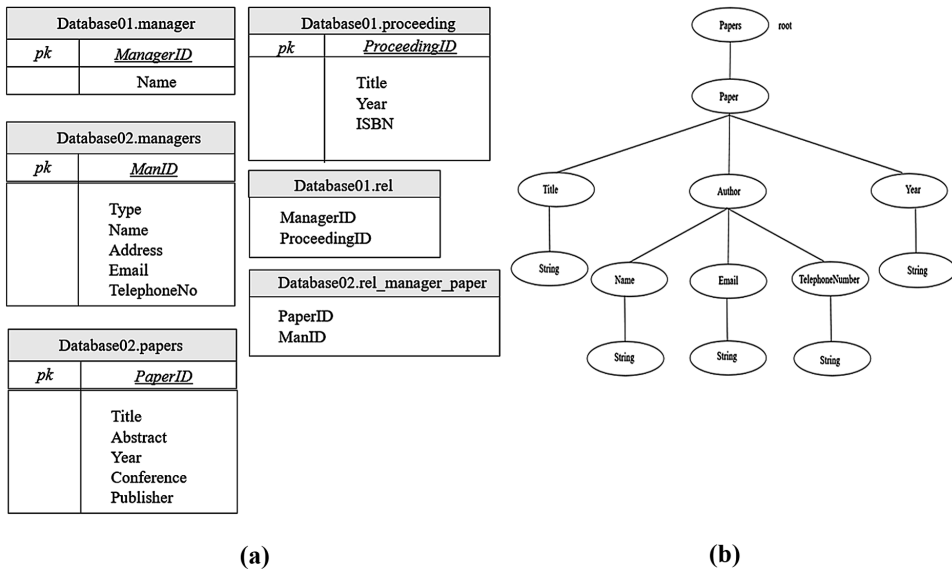 Database01.manager
pk ManagerID
Name
Database02.managers
pk ManID
Type
Name
Address
Email
TelephoneNo
Database02.papers
pk PaperID
Title
Abstract
Year
Conference
Publisher
Database01.proceeding
pk ProceedingID
Title
Year
ISBN
Database01.rel
ManagerID
ProceedingID
Database02.rel_manager_paper
PaperID
ManID
(a)
Papers root
Paper
Title Author Year
String Name Email TelephoneNumber String
String String String
(b)